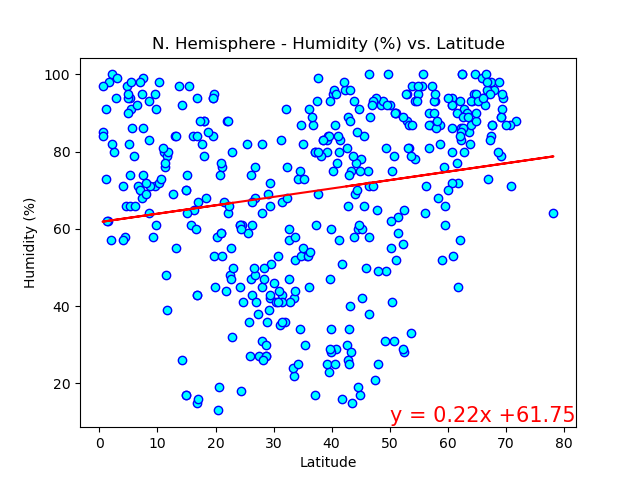 N. Hemisphere - Humidity (%) vs. Latitude
100
80
60
40
20
Humidity (%)
y = 0.22x +61.75
0 10 20 30 40 50 60 70 80
Latitude